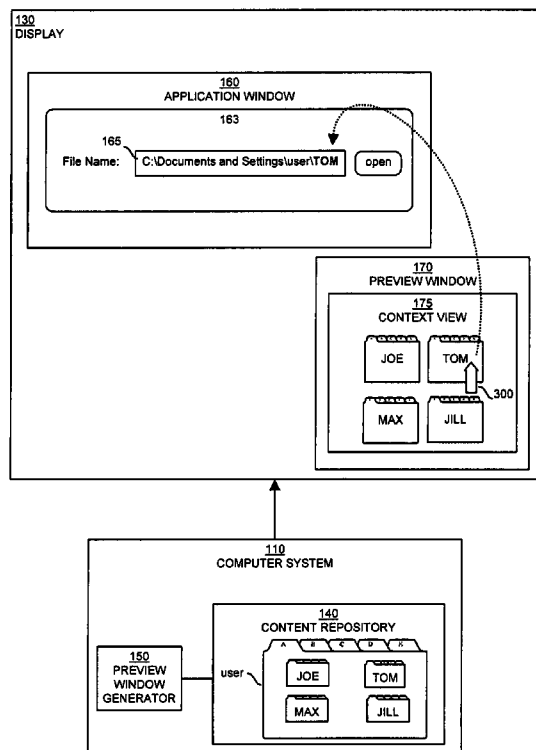 130
DISPLAY
160
APPLICATION WINDOW
163
165
File Name: C:\Documents and Settings\user\TOM open
170
PREVIEW WINDOW
175
CONTEXT VIEW
JOE TOM
300
MAX JILL
110
COMPUTER SYSTEM
140
CONTENT REPOSITORY
A B C D
150
PREVIEW
WINDOW
GENERATOR
user
JOE TOM
MAX JILL